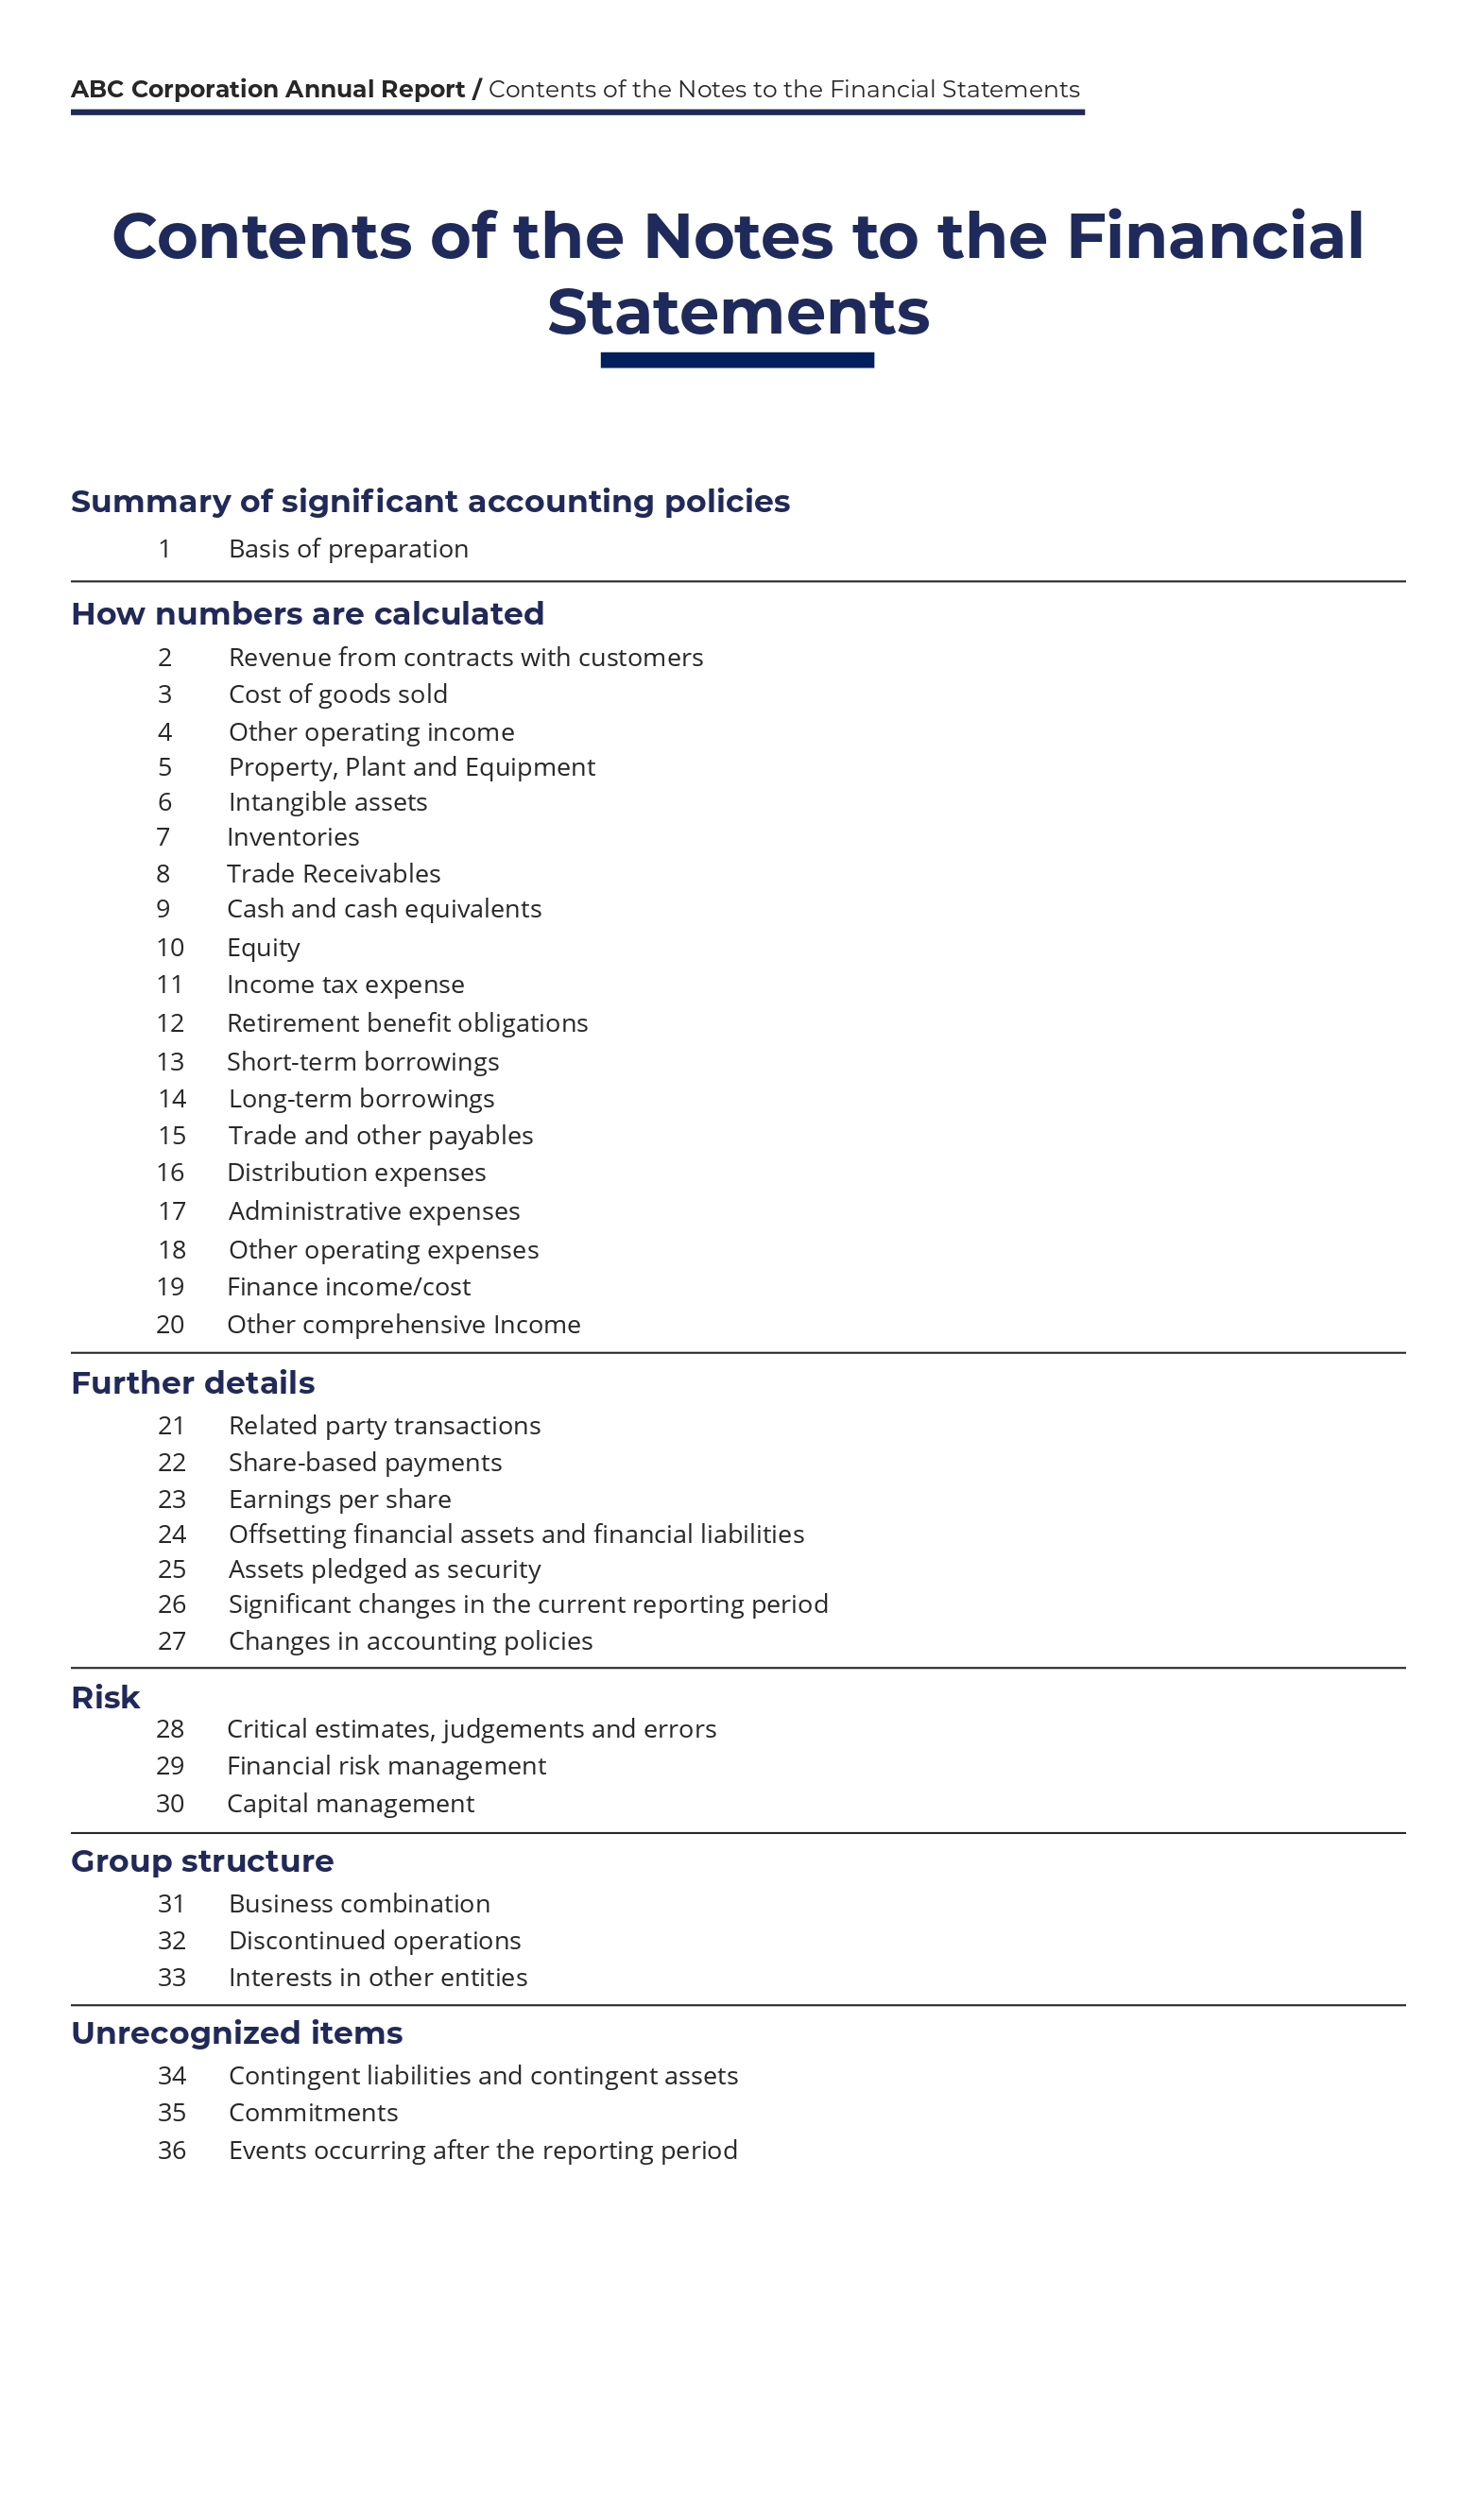 ABC Corporation Annual Report / Contents of the Notes to the Financial Statements
Contents of the Notes to the Financial
Statements
Summary of significant accounting policies
1 Basis of preparation
How numbers are calculated
2 Revenue from contracts with customers
3 Cost of goods sold
4 Other operating income
5 Property, Plant and Equipment
6 Intangible assets
7 Inventories
8 Trade Receivables
9 Cash and cash equivalents
10 Equity
11 Income tax expense
12 Retirement benefit obligations
13 Short-term borrowings
14 Long-term borrowings
15 Trade and other payables
16 Distribution expenses
17 Administrative expenses
18 Other operating expenses
19 Finance income/cost
20 Other comprehensive Income
Further details
21 Related party transactions
22 Share-based payments
23 Earnings per share
24 Offsetting financial assets and financial liabilities
25 Assets pledged as security
26 Significant changes in the current reporting period
27 Changes in accounting policies
Risk
28 Critical estimates, judgements and errors
29 Financial risk management
30 Capital management
Group structure
31 Business combination
32 Discontinued operations
33 Interests in other entities
Unrecognized items
34 Contingent liabilities and contingent assets
35 Commitments
36 Events occurring after the reporting period